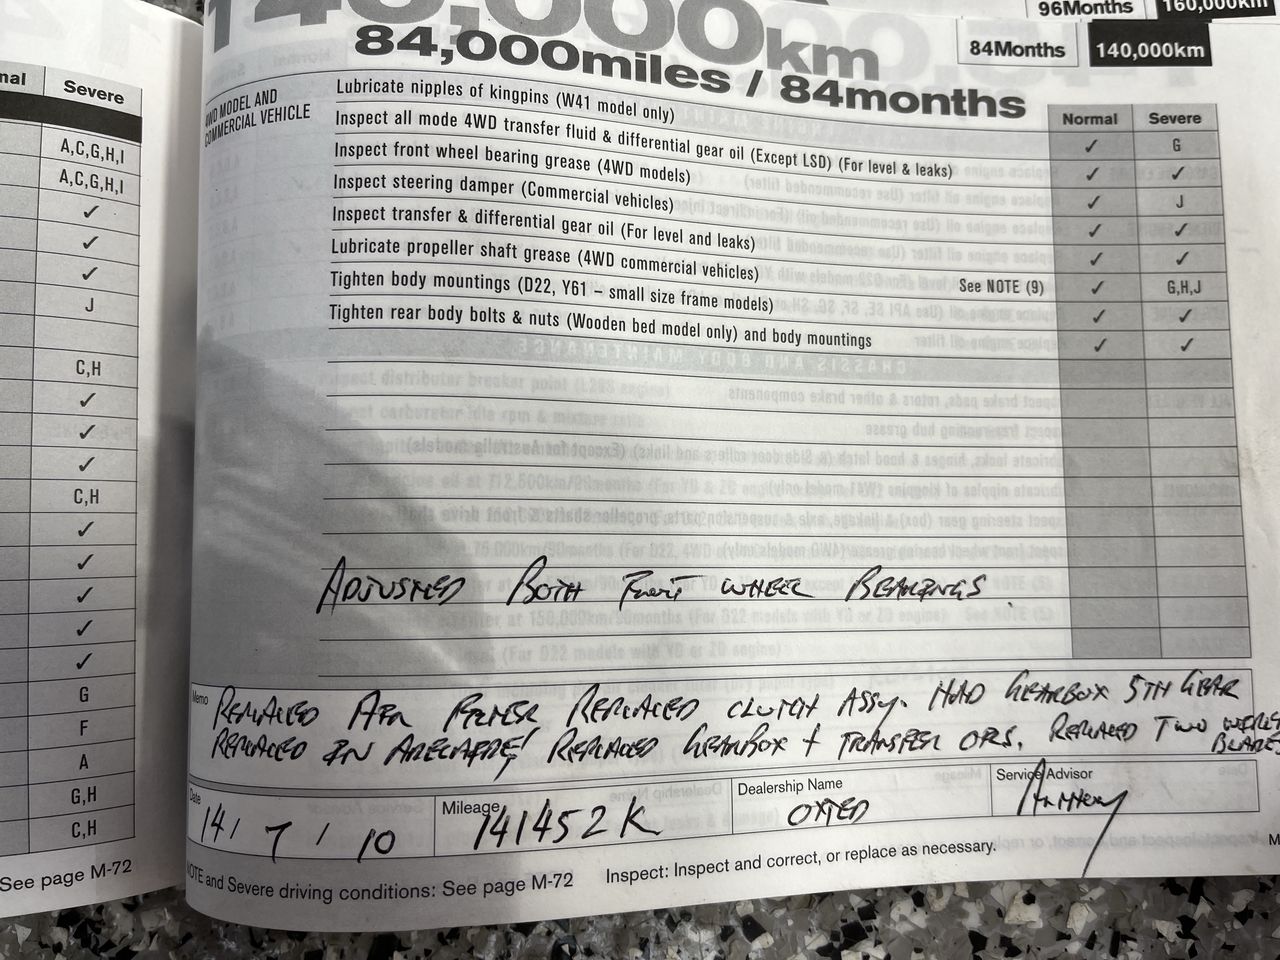 96Months 160,000km
140,000km
84,000miles / 84months
84Months 140,000km
Normal Severe
4WD MODEL AND
COMMERCIAL VEHICLE
Lubricate nipples of kingpins (W41 model only) ✓ G
Inspect all mode 4WD transfer fluid & differential gear oil (Except LSD) (For level & leaks) ✓ ✓
Inspect front wheel bearing grease (4WD models) ✓ J
Inspect steering damper (Commercial vehicles) ✓ ✓
Inspect transfer & differential gear oil (For level and leaks) ✓ ✓
Lubricate propeller shaft grease (4WD commercial vehicles) See NOTE (9) ✓ G,H,J
Tighten body mountings (D22, Y61 – small size frame models) ✓ ✓
Tighten rear body bolts & nuts (Wooden bed model only) and body mountings ✓ ✓
ADJUSTED BOTH FRONT WHEEL BEARINGS.
Memo
REPLACED AIR FILTER REPLACED CLUTCH ASSY. HAD GEARBOX 5TH GEAR
REPLACED IN REPLACED GEARBOX + TRANSFER OILS. REPLACED TWO WIPER
BLADES
Date
14/ 7 / 10
Mileage
141452K
Dealership Name
Service Advisor
NOTE and Severe driving conditions: See page M-72 Inspect: Inspect and correct, or replace as necessary. M
nal Severe
A,C,G,H,I
A,C,G,H,I
✓
✓
✓
J
C,H
✓
✓
✓
C,H
✓
✓
✓
✓
✓
G
F
A
G,H
C,H
See page M-72